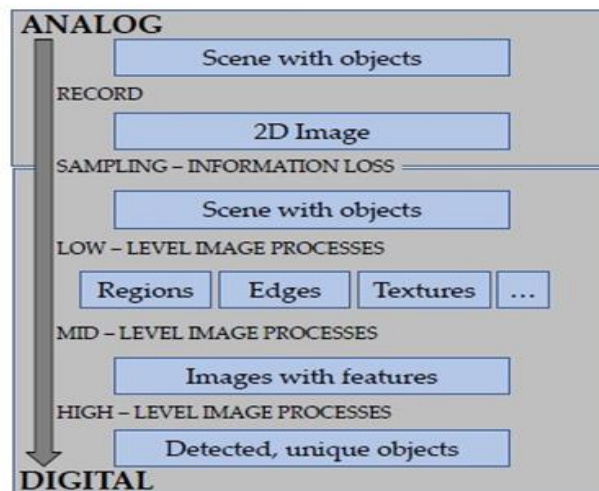 ANALOG
Scene with objects
RECORD
2D Image
SAMPLING – INFORMATION LOSS
Scene with objects
LOW – LEVEL IMAGE PROCESSES
Regions Edges Textures ...
MID – LEVEL IMAGE PROCESSES
Images with features
HIGH – LEVEL IMAGE PROCESSES
Detected, unique objects
DIGITAL